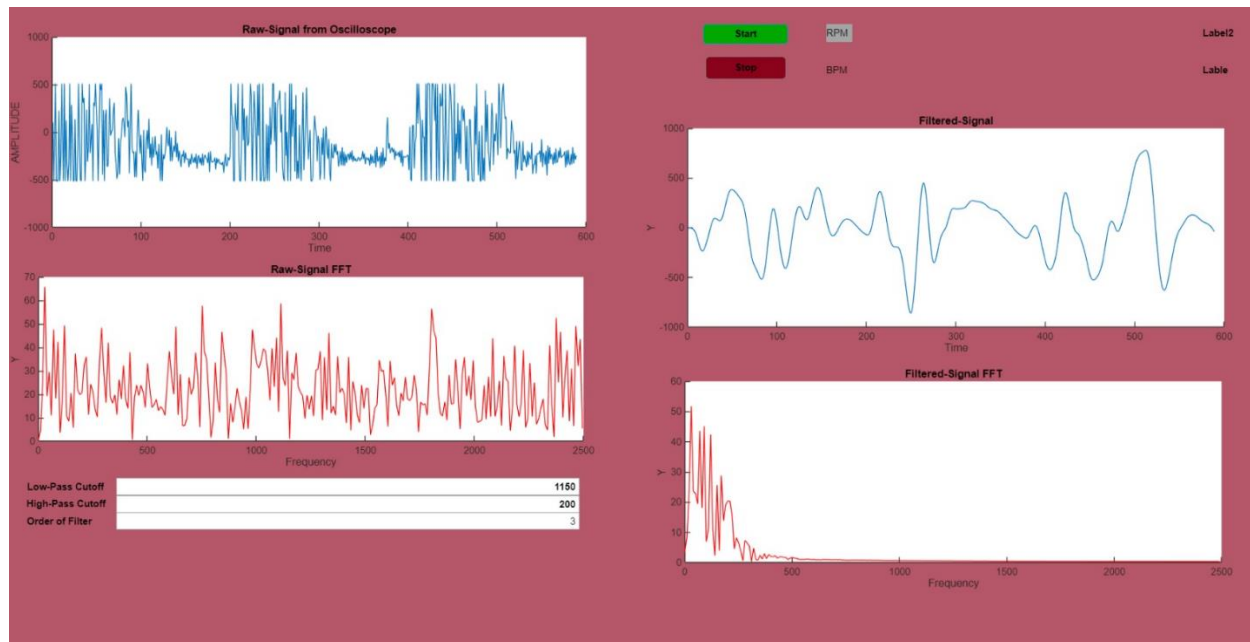 Raw-Signal from Oscilloscope
1000
500
0
-500
-1000
AMPLITUDE
0 100 200 300 400 500 600
Time
Raw-Signal FFT
70
60
50
40
30
20
10
0
Y
0 500 1000 1500 2000 2500
Frequency
Low-Pass Cutoff 1150
High-Pass Cutoff 200
Order of Filter 3
Start RPM Label2
Stop BPM Lable
Filtered-Signal
1000
500
0
-500
-1000
Y
0 100 200 300 400 500 600
Time
Filtered-Signal FFT
60
50
40
30
20
10
0
Y
0 500 1000 1500 2000 2500
Frequency